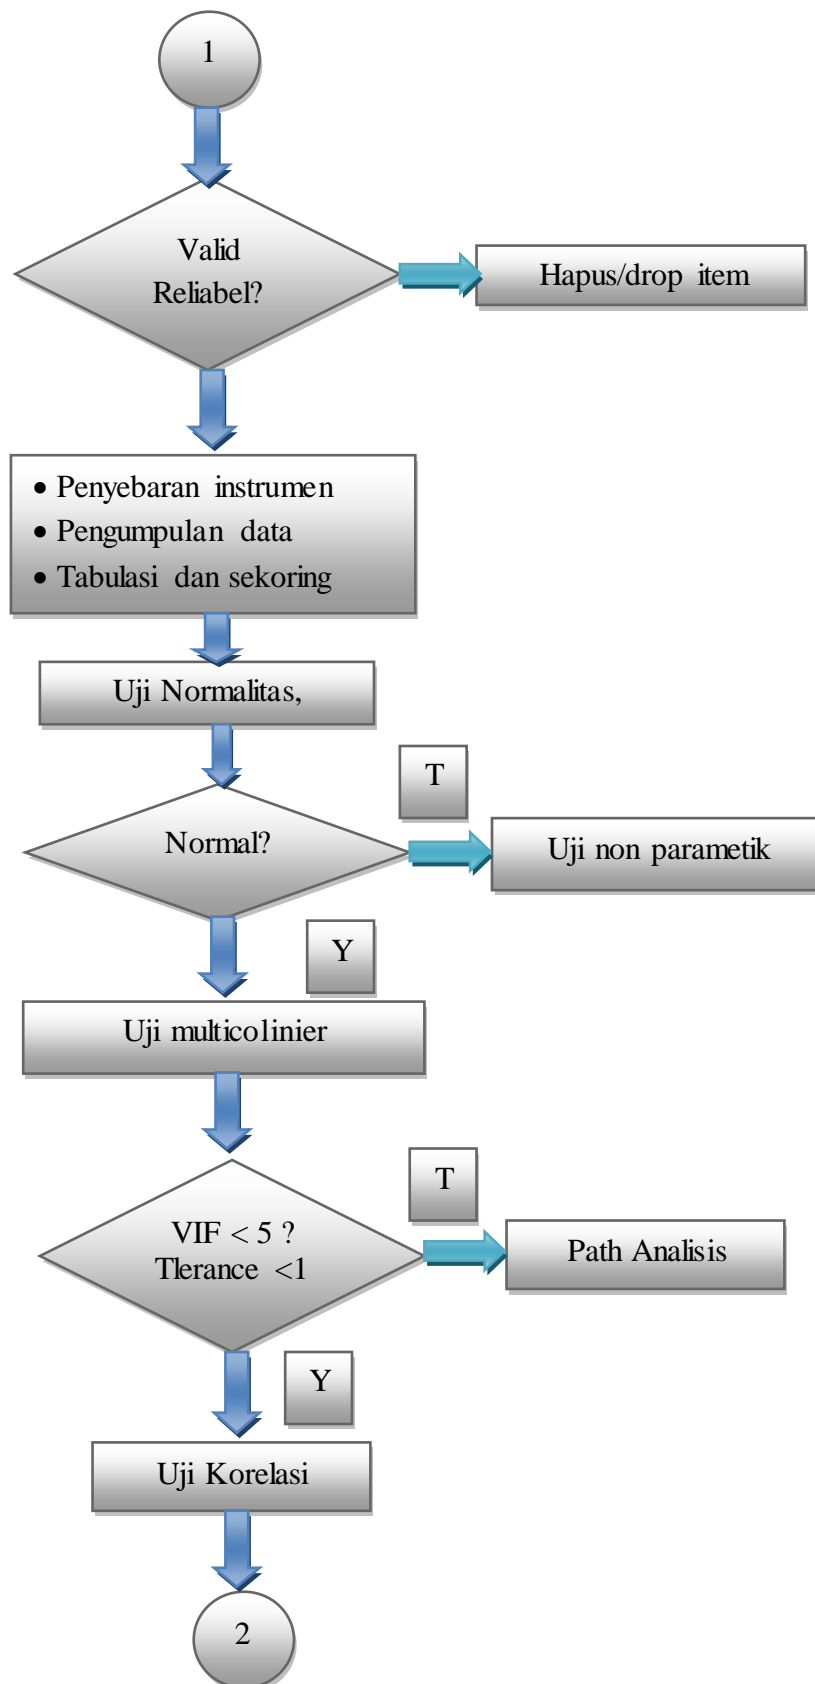 1
Valid
Reliabel?
Hapus/drop item
• Penyebaran instrumen
• Pengumpulan data
• Tabulasi dan sekoring
Uji Normalitas,
T
Normal?
Uji non parametik
Y
Uji multicolinier
T
VIF < 5 ?
Tlerance <1
Path Analisis
Y
Uji Korelasi
2